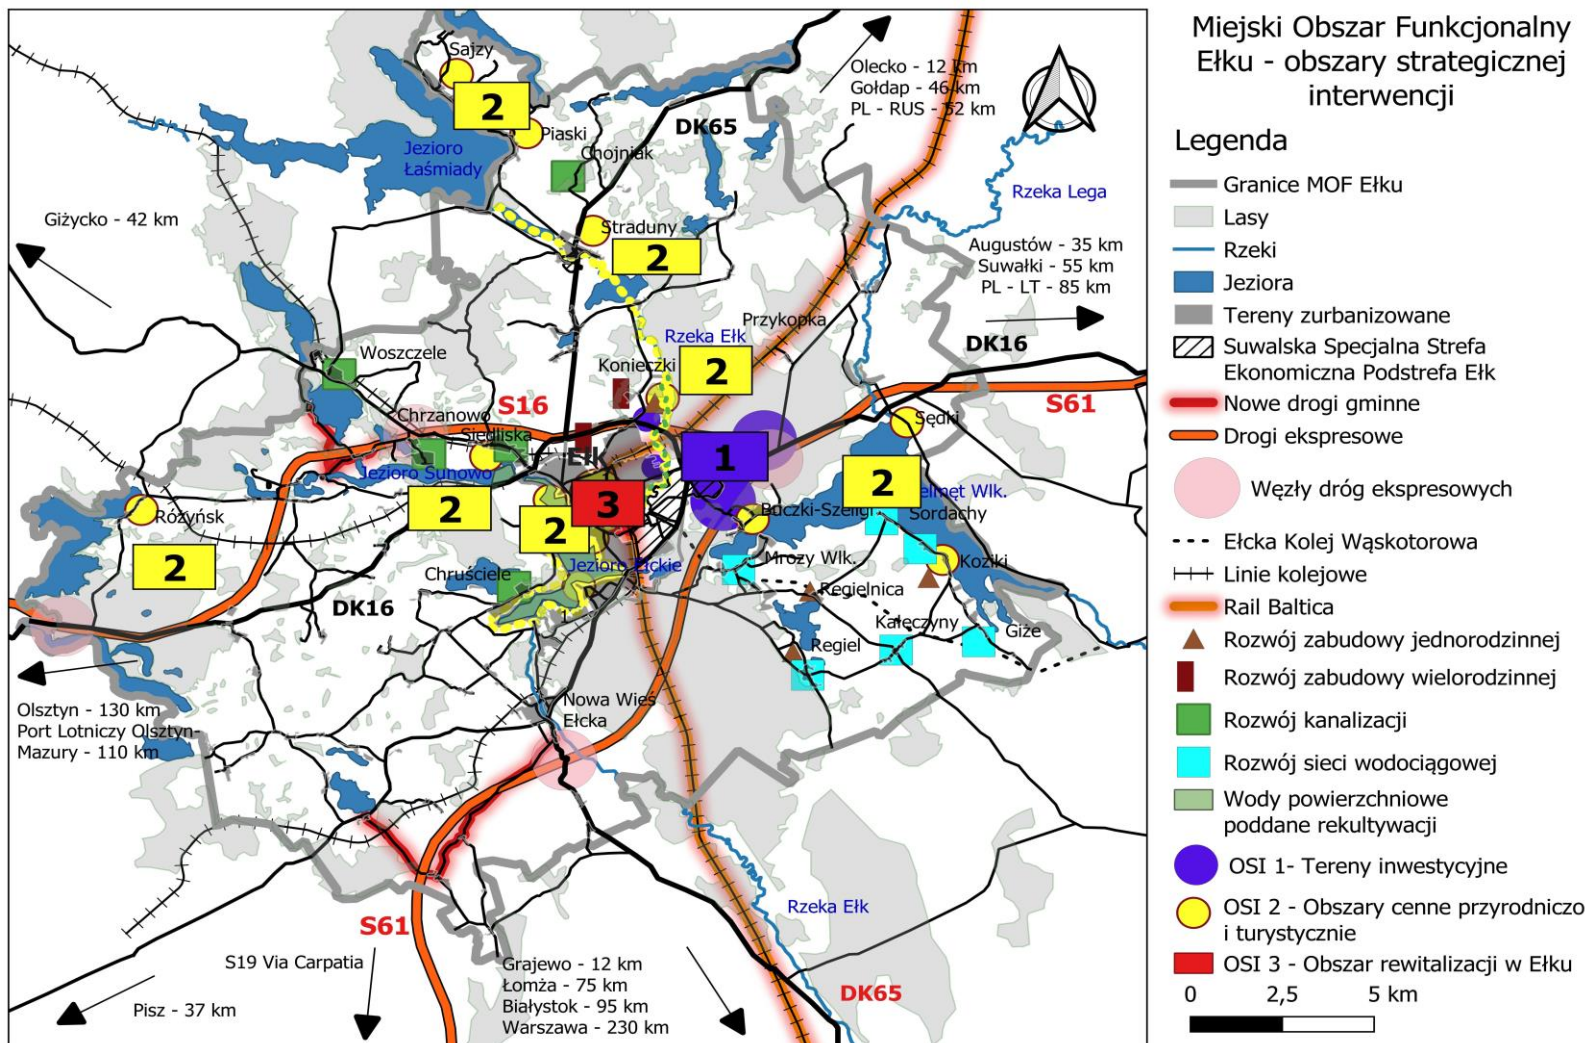 Miejski Obszar Funkcjonalny
Ełku - obszary strategicznej
interwencji
Legenda
Granice MOF Ełku
Lasy
Rzeki
Jeziora
Tereny zurbanizowane
Suwalska Specjalna Strefa
Ekonomiczna Podstrefa Ełk
Nowe drogi gminne
Drogi ekspresowe
Węzły dróg ekspresowych
Ełcka Kolej Wąskotorowa
Linie kolejowe
Rail Baltica
Rozwój zabudowy jednorodzinnej
Rozwój zabudowy wielorodzinnej
Rozwój kanalizacji
Rozwój sieci wodociągowej
Wody powierzchniowe
poddane rekultywacji
OSI 1- Tereny inwestycyjne
OSI 2 - Obszary cenne przyrodniczo
i turystycznie
OSI 3 - Obszar rewitalizacji w Ełku
0 2,5 5 km
Sajzy
2
Piaski
Jezioro
Łaśmiady
Chojniak
DK65
Olecko - 12 km
Gołdap - 46 km
PL - RUS - 52 km
Rzeka Lega
Giżycko - 42 km
Straduny
2
Augustów - 35 km
Suwałki - 55 km
PL - LT - 85 km
DK16
Przykopka
Rzeka Ełk
Woszczele
Konieczki
2
S16
S61
Chrzanowo
Siedliska
Sędki
Ełk
1
Jezioro Sunowo
2
3
2
2
Wlk.
Sordachy
Różyńsk
2
Jezioro Ełckie
Mrozy Wlk.
Koziki
Chruściele
DK16
Regielnica
Kałęczyny
Giże
Regiel
Nowa Wieś
Ełcka
Olsztyn - 130 km
Port Lotniczy Olsztyn-
Mazury - 110 km
S61
Rzeka Ełk
S19 Via Carpatia
Pisz - 37 km
Grajewo - 12 km
Łomża - 75 km
Białystok - 95 km
Warszawa - 230 km
DK65